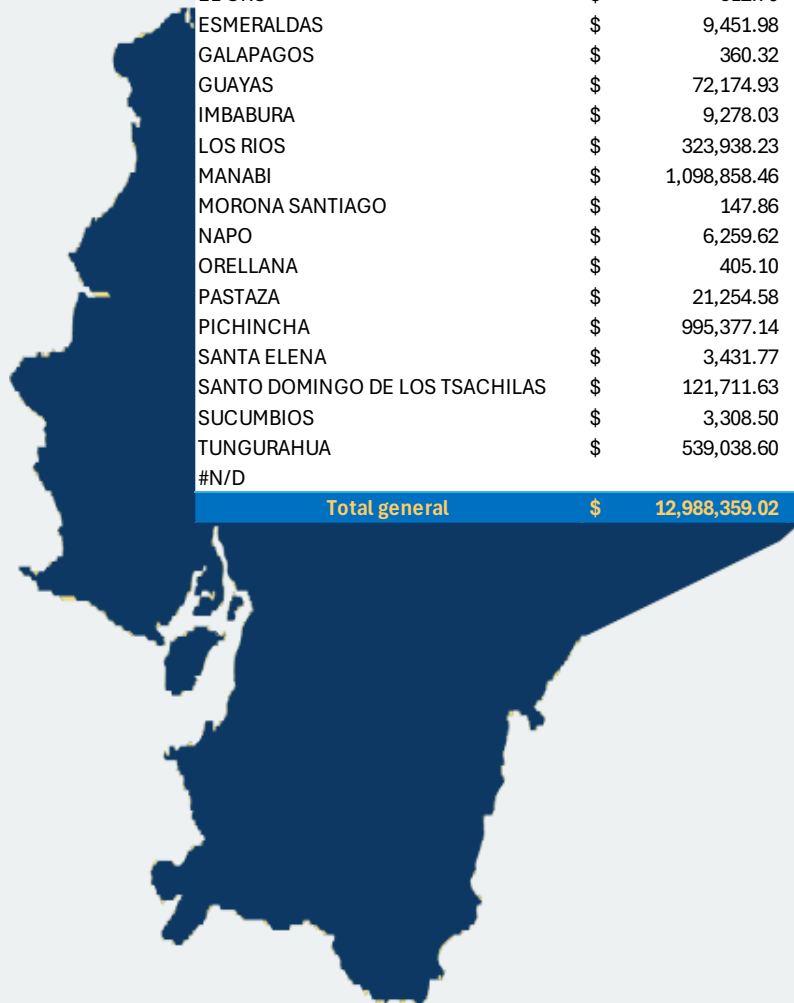 ESMERALDAS $ 9,451.98
GALAPAGOS $ 360.32
GUAYAS $ 72,174.93
IMBABURA $ 9,278.03
LOS RIOS $ 323,938.23
MANABI $ 1,098,858.46
MORONA SANTIAGO $ 147.86
NAPO $ 6,259.62
ORELLANA $ 405.10
PASTAZA $ 21,254.58
PICHINCHA $ 995,377.14
SANTA ELENA $ 3,431.77
SANTO DOMINGO DE LOS TSACHILAS $ 121,711.63
SUCUMBIOS $ 3,308.50
TUNGURAHUA $ 539,038.60
#N/D
Total general $ 12,988,359.02